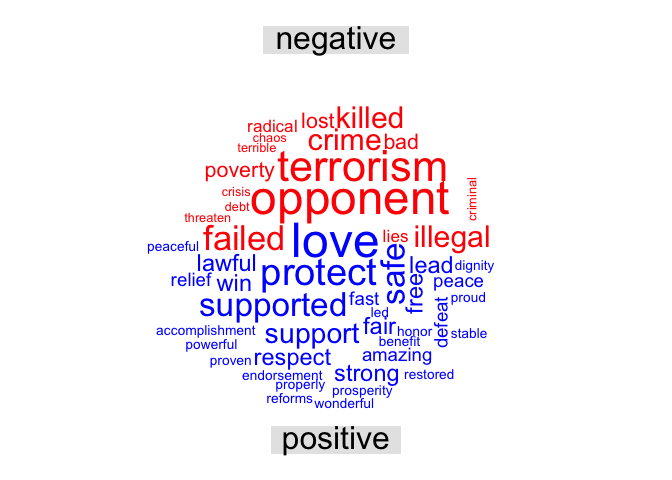 negative
lost killed
radical
chaos
crime bad
terrible
terrorism
poverty
crisis
opponent
criminal
debt
threaten
failed
love
lies
illegal
peaceful
lawful
protect
safe
lead
dignity
relief
win
free
peace
supported
fast
proud
led
fair
defeat
accomplishment
support
honor
stable
powerful
benefit
proven
respect
amazing
endorsement
strong
restored
properly
prosperity
reforms
wonderful
positive